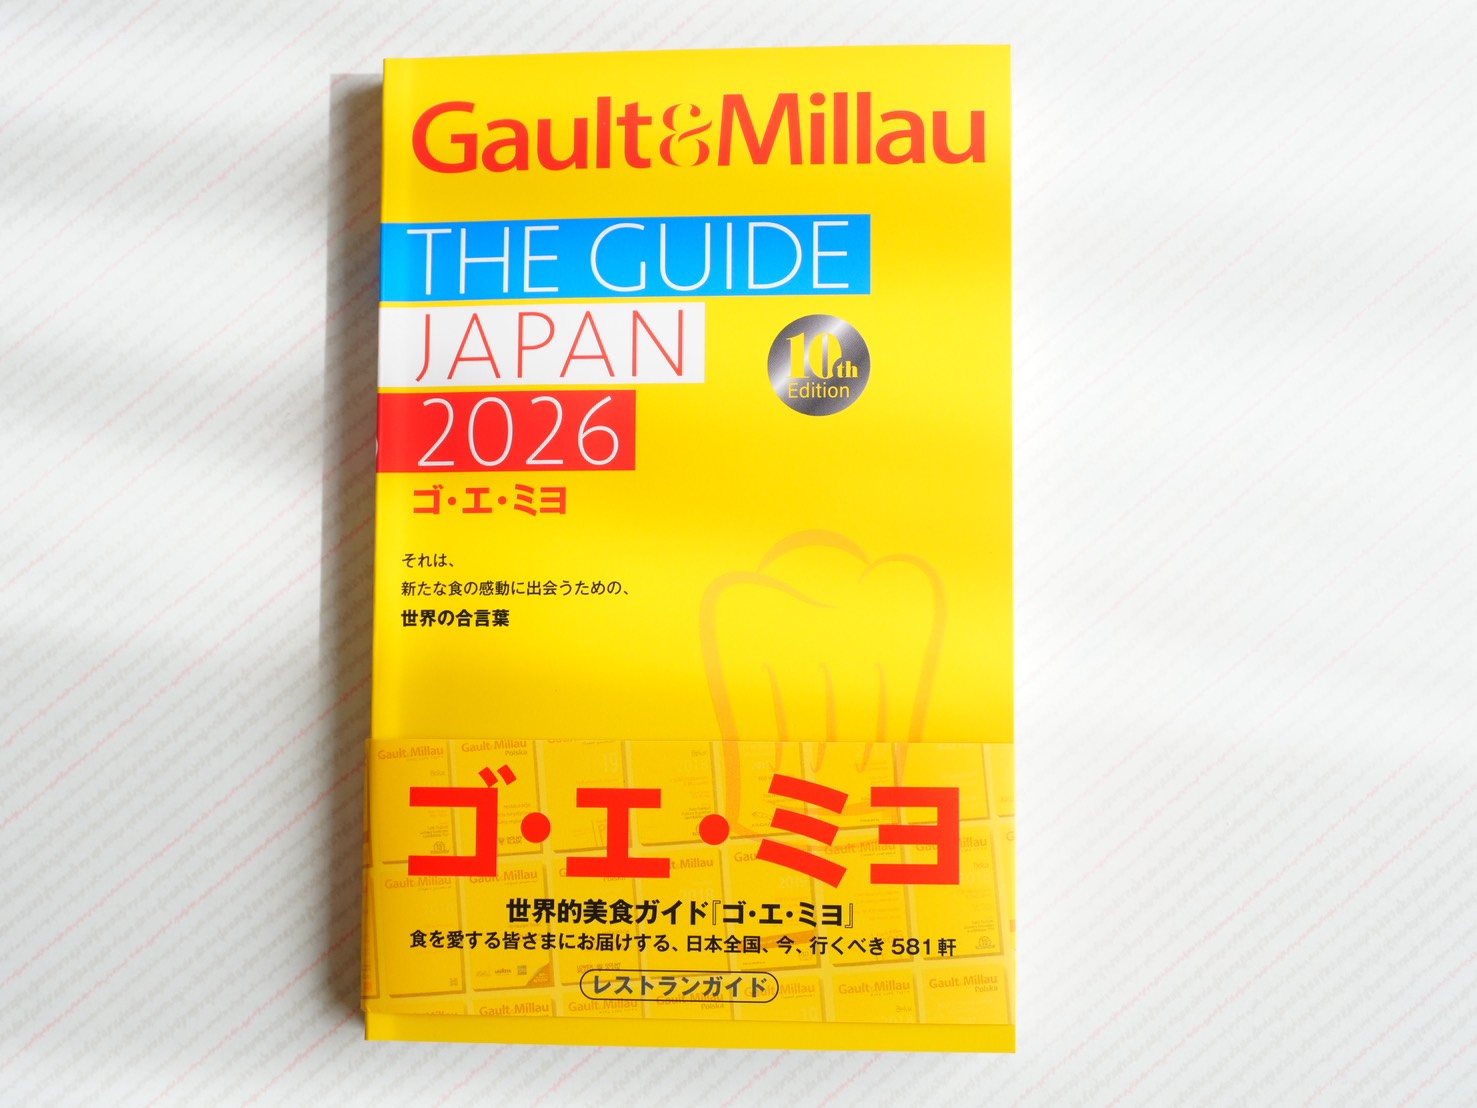 Gault&Millau
THE GUIDE
JAPAN
10th
Edition
2026
ゴ・エ・ミヨ
それは、
新たな食の感動に出会うための、
世界の合言葉
ゴ・エ・ミヨ
世界的美食ガイド『ゴ・エ・ミヨ』
食を愛する皆さまにお届けする、日本全国、今、行くべき581軒
レストランガイド